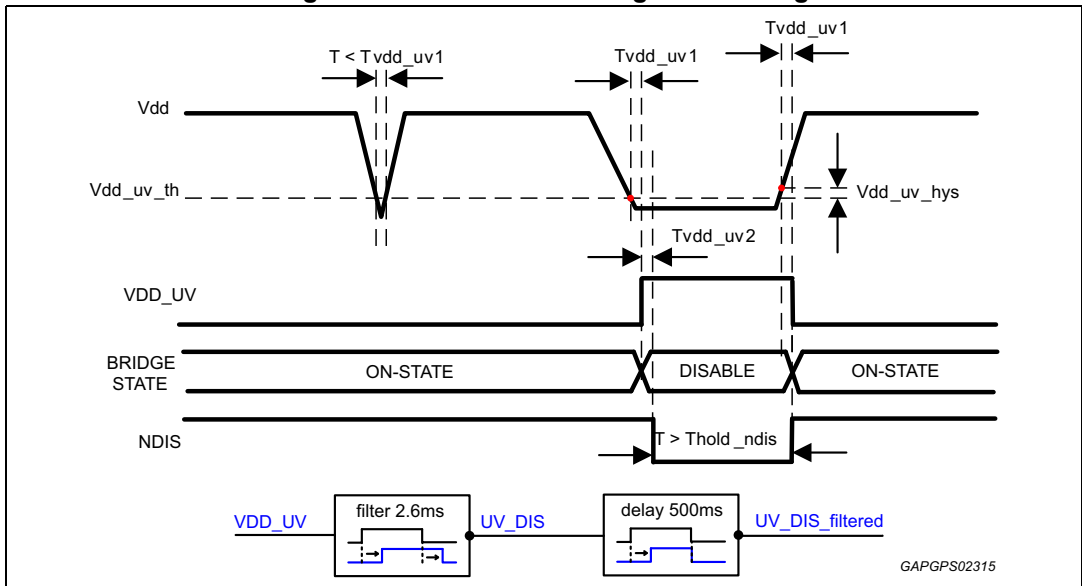 Tvdd_uv1
T < Tvdd_uv1
Tvdd_uv1
Vdd
Vdd_uv_th
Vdd_uv_hys
Tvdd_uv2
VDD_UV
BRIDGE
STATE
ON-STATE
DISABLE
ON-STATE
NDIS
T > Thold_ndis
VDD_UV
filter 2.6ms
UV_DIS
delay 500ms
UV_DIS_filtered
GAPGPS02315